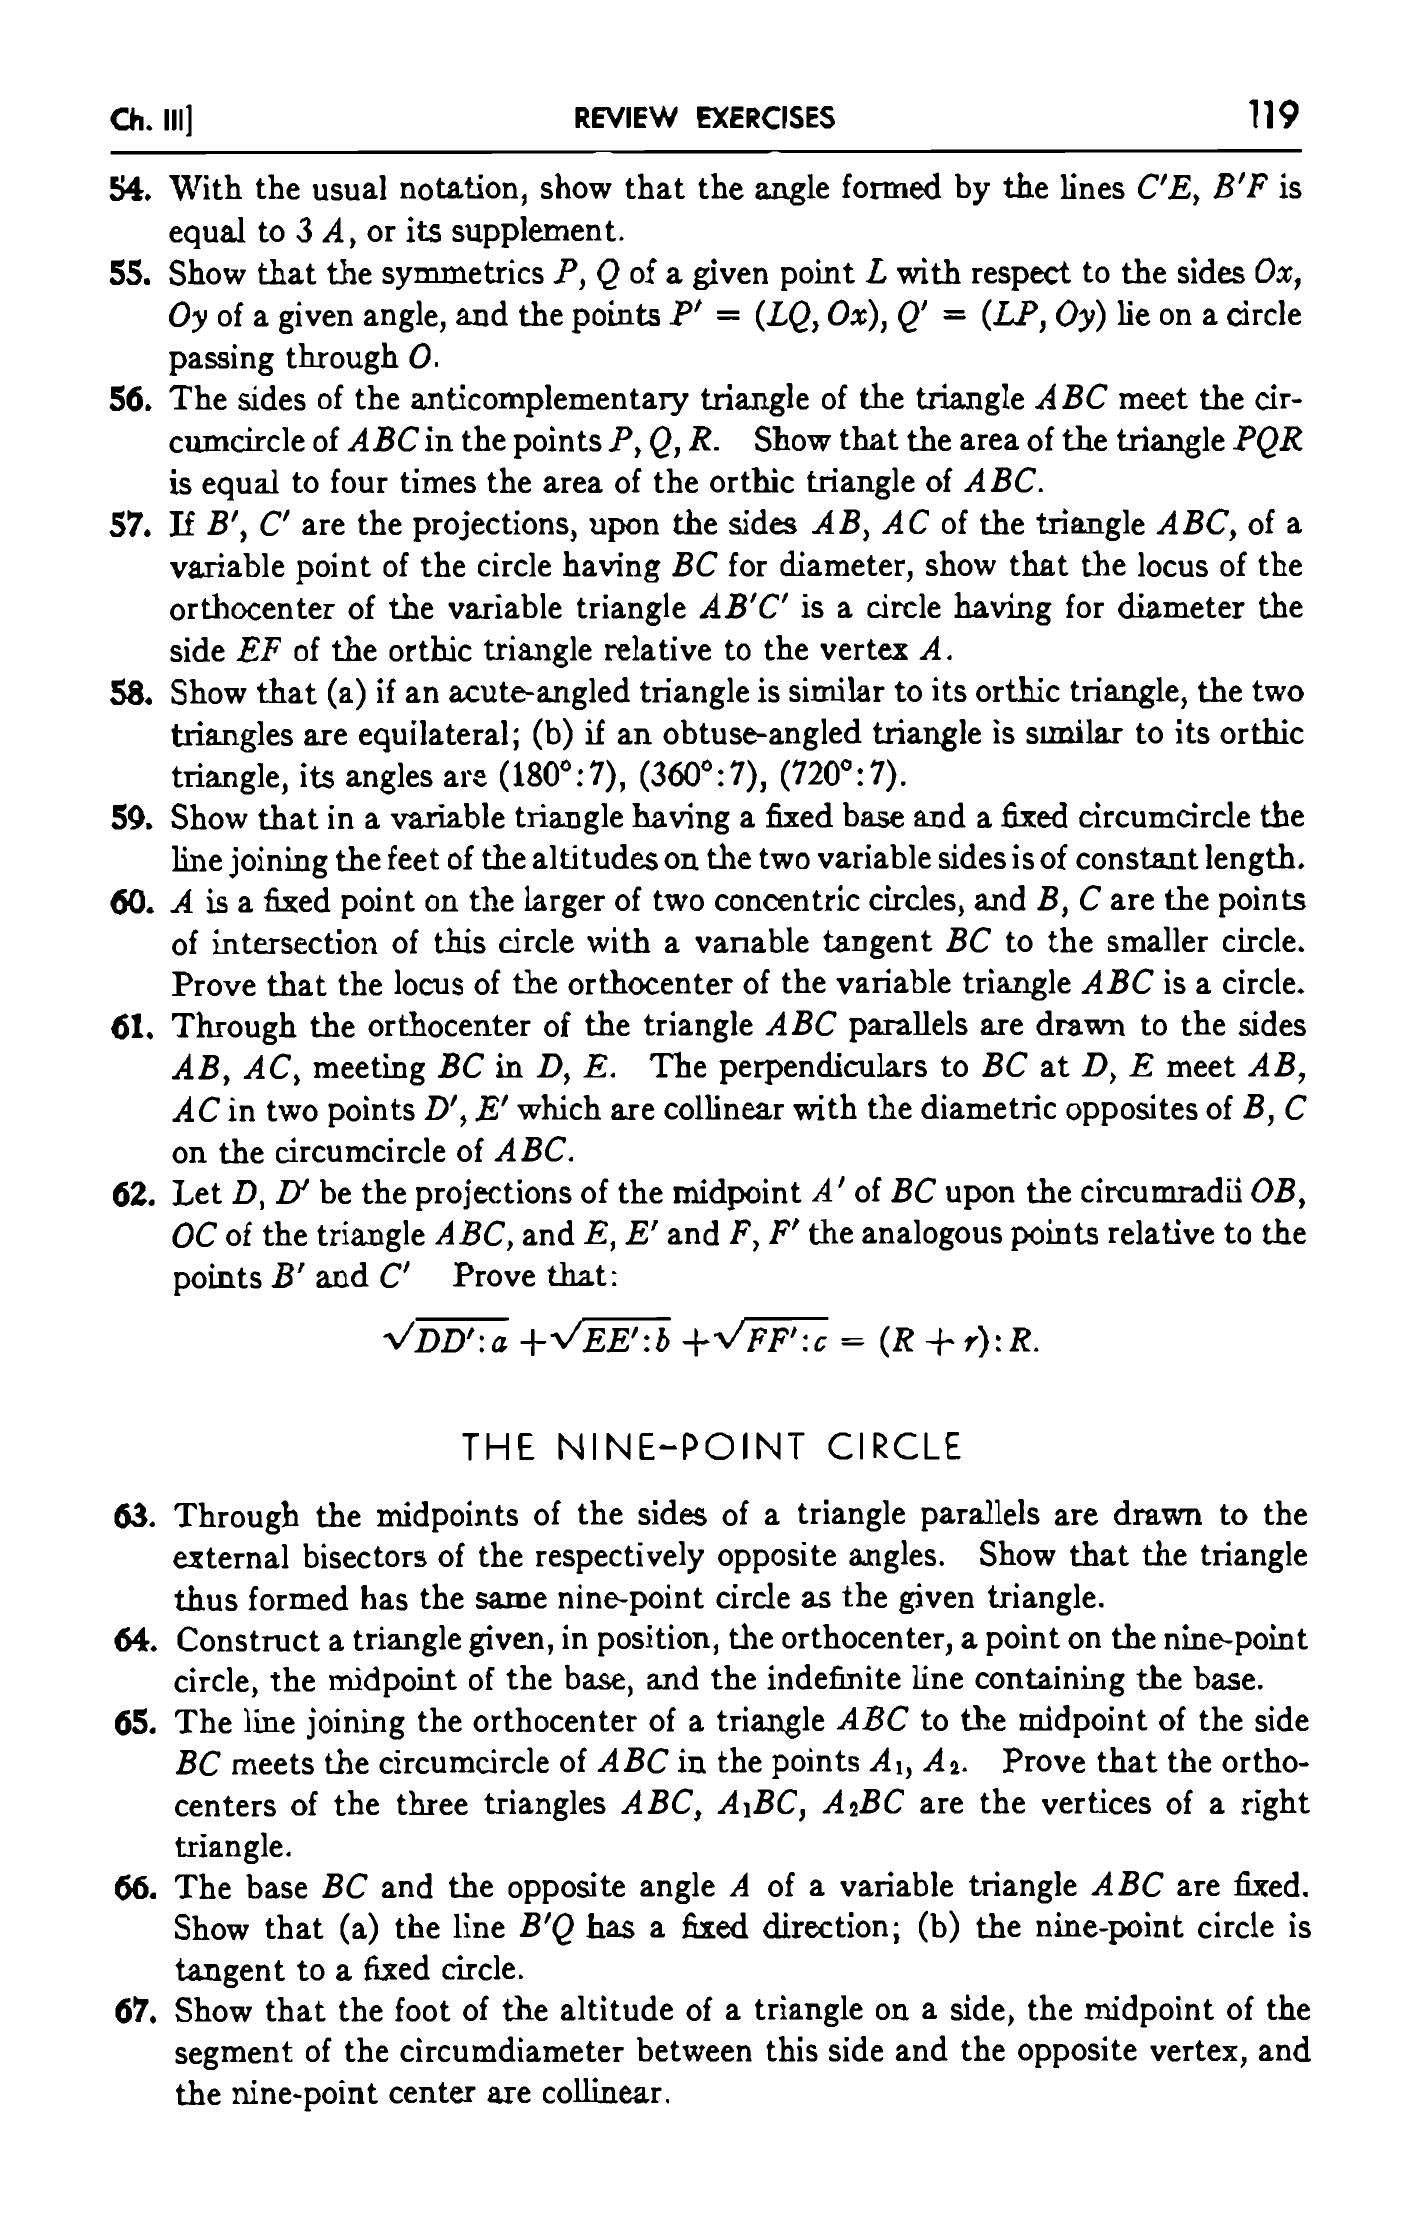 Ch. III] REVIEW EXERCISES 119
54. With the usual notation, show that the angle formed by the lines C'E, B'F is
equal to 3 A, or its supplement.
55. Show that the symmetrics P, Q of a given point L with respect to the sides Ox,
Oy of a given angle, and the points P' = (LQ, Ox), Q' = (LP, Oy) lie on a circle
passing through O.
56. The sides of the anticomplementary triangle of the triangle ABC meet the cir-
cumcircle of ABC in the points P, Q, R. Show that the area of the triangle PQR
is equal to four times the area of the orthic triangle of ABC.
57. If B', C' are the projections, upon the sides AB, AC of the triangle ABC, of a
variable point of the circle having BC for diameter, show that the locus of the
orthocenter of the variable triangle AB'C' is a circle having for diameter the
side EF of the orthic triangle relative to the vertex A.
58. Show that (a) if an acute-angled triangle is similar to its orthic triangle, the two
triangles are equilateral; (b) if an obtuse-angled triangle is similar to its orthic
triangle, its angles are (180°:7), (360°:7), (720°:7).
59. Show that in a variable triangle having a fixed base and a fixed circumcircle the
line joining the feet of the altitudes on the two variable sides is of constant length.
60. A is a fixed point on the larger of two concentric circles, and B, C are the points
of intersection of this circle with a variable tangent BC to the smaller circle.
Prove that the locus of the orthocenter of the variable triangle ABC is a circle.
61. Through the orthocenter of the triangle ABC parallels are drawn to the sides
AB, AC, meeting BC in D, E. The perpendiculars to BC at D, E meet AB,
AC in two points D', E' which are collinear with the diametric opposites of B, C
on the circumcircle of ABC.
62. Let D, D' be the projections of the midpoint A' of BC upon the circumradii OB,
OC of the triangle ABC, and E, E' and F, F' the analogous points relative to the
points B' and C' Prove that:
√DD':a + √EE':b + √FF':c = (R + r):R.
THE NINE-POINT CIRCLE
63. Through the midpoints of the sides of a triangle parallels are drawn to the
external bisectors of the respectively opposite angles. Show that the triangle
thus formed has the same nine-point circle as the given triangle.
64. Construct a triangle given, in position, the orthocenter, a point on the nine-point
circle, the midpoint of the base, and the indefinite line containing the base.
65. The line joining the orthocenter of a triangle ABC to the midpoint of the side
BC meets the circumcircle of ABC in the points A₁, A₂. Prove that the ortho-
centers of the three triangles ABC, A₁BC, A₂BC are the vertices of a right
triangle.
66. The base BC and the opposite angle A of a variable triangle ABC are fixed.
Show that (a) the line B'Q has a fixed direction; (b) the nine-point circle is
tangent to a fixed circle.
67. Show that the foot of the altitude of a triangle on a side, the midpoint of the
segment of the circumdiameter between this side and the opposite vertex, and
the nine-point center are collinear.